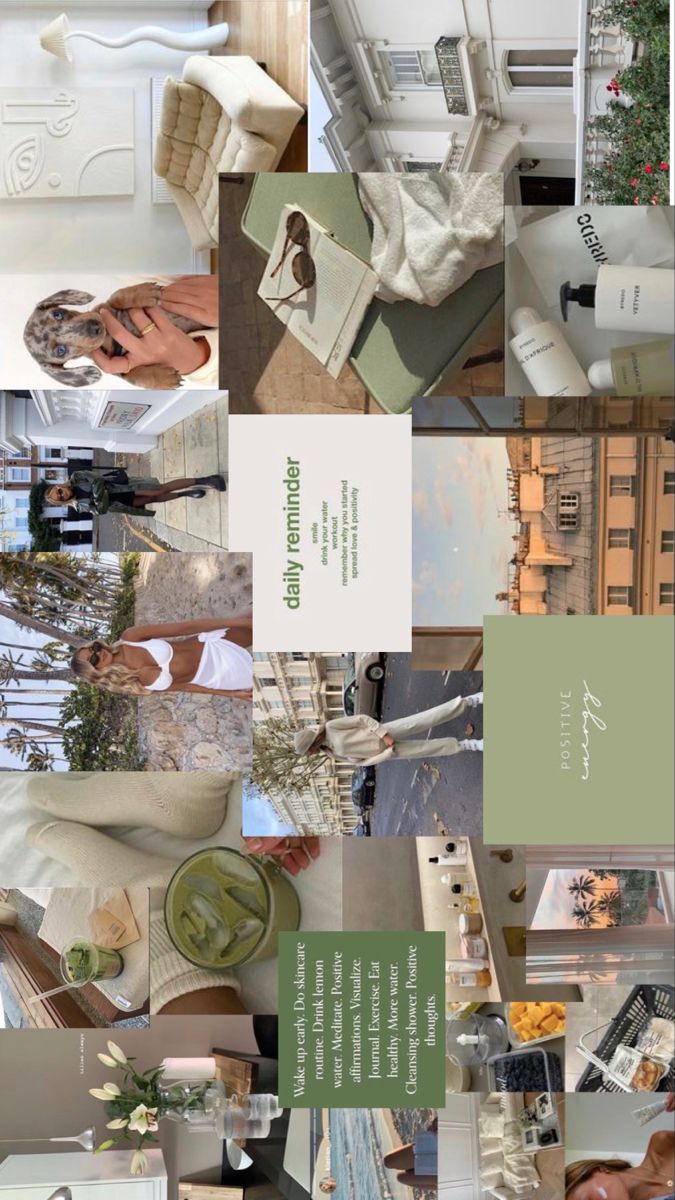 BYREDO
BYREDO
VETYVER
BYREDO
daily reminder
smile
drink your water
workout
remember why you started
spread love & positivity
POSITIVE
energy
Wake up early. Do skincare
routine. Drink lemon
water. Meditate. Positive
affirmations. Visualize.
Journal. Exercise. Eat
healthy. More water.
Cleansing shower. Positive
thoughts.